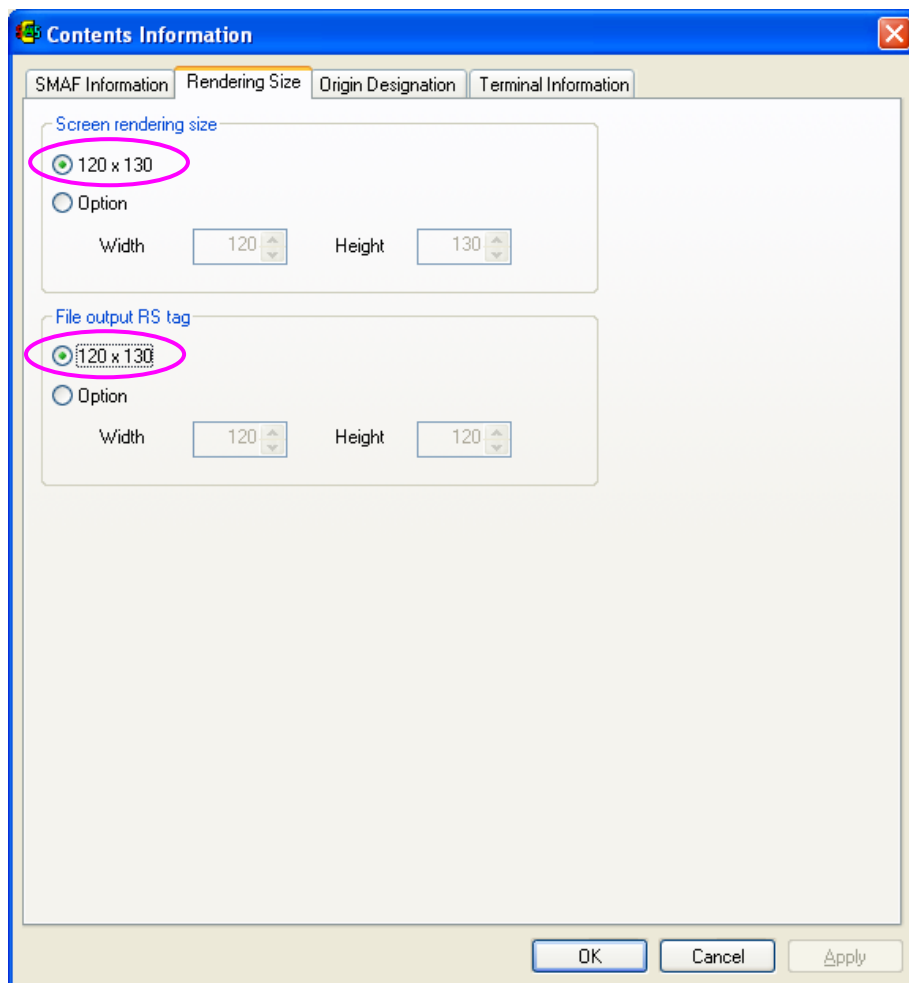 Contents Information
SMAF Information Rendering Size Origin Designation Terminal Information
Screen rendering size
120 x 130
Option
Width 120 Height 130
File output RS tag
120 x 130
Option
Width 120 Height 120
OK Cancel Apply